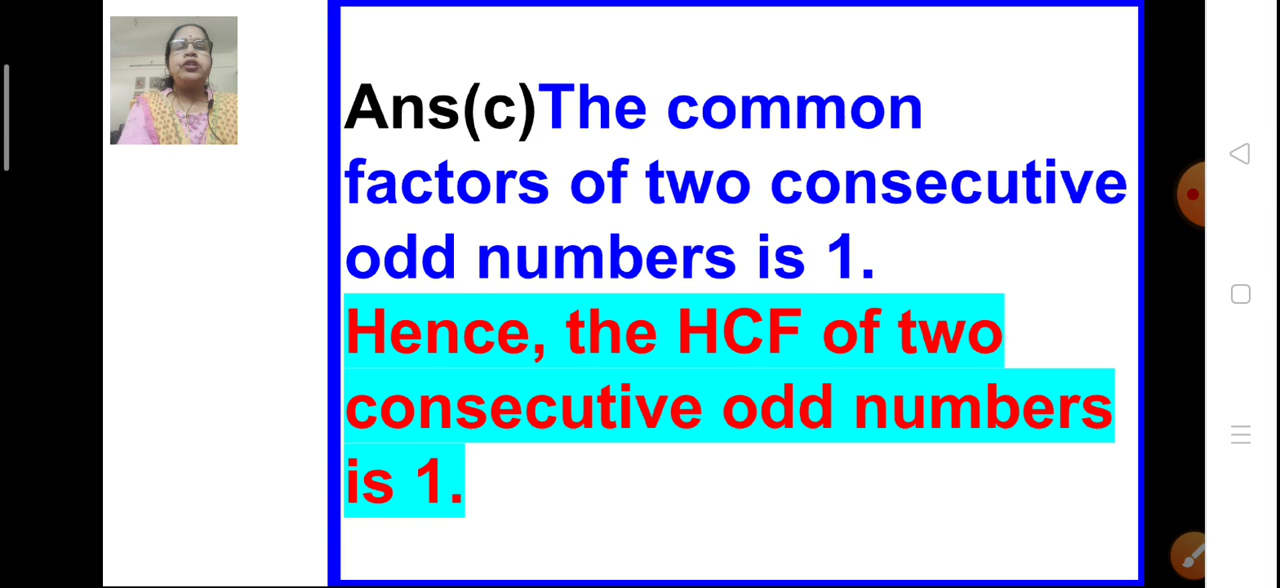 Ans(c)The common
factors of two consecutive
odd numbers is 1.
Hence, the HCF of two
consecutive odd numbers
is 1.